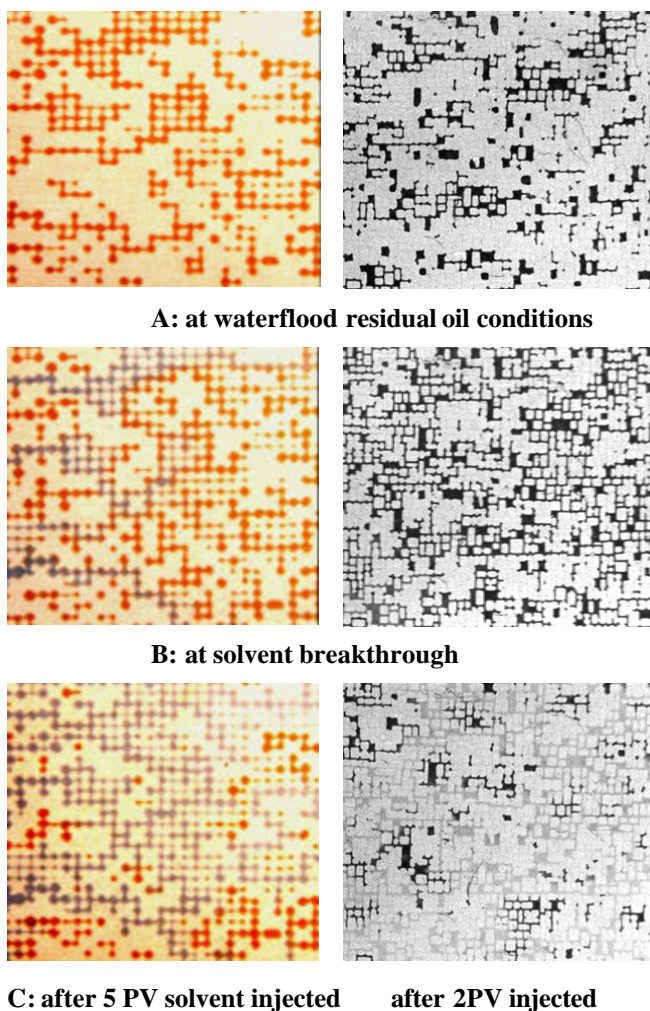 A: at waterflood residual oil conditions
B: at solvent breakthrough
C: after 5 PV solvent injected after 2PV injected